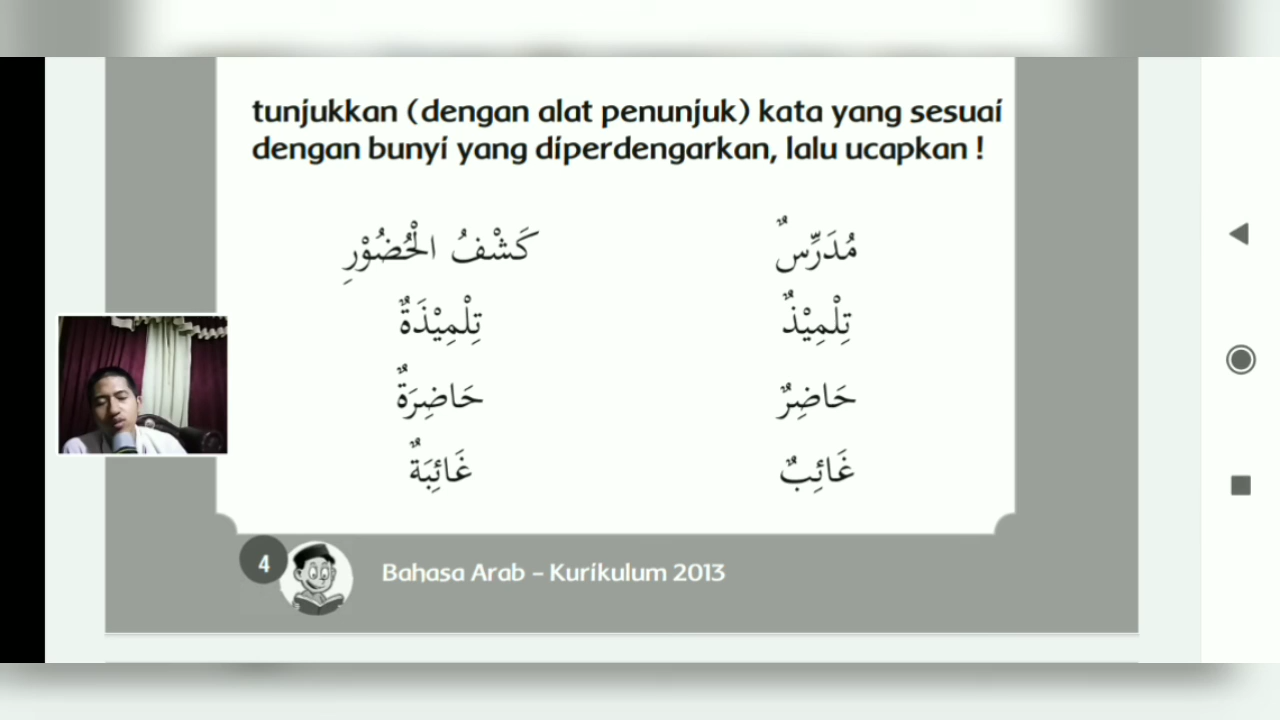 tunjukkan (dengan alat penunjuk) kata yang sesuai
dengan bunyi yang diperdengarkan, lalu ucapkan !
مُدَرِّسٌ
كَشْفُ الْحُضُوْرِ
تِلْمِيْذٌ
تِلْمِيْذَةٌ
حَاضِرٌ
حَاضِرَةٌ
غَائِبٌ
غَائِبَةٌ
4
Bahasa Arab – Kurikulum 2013